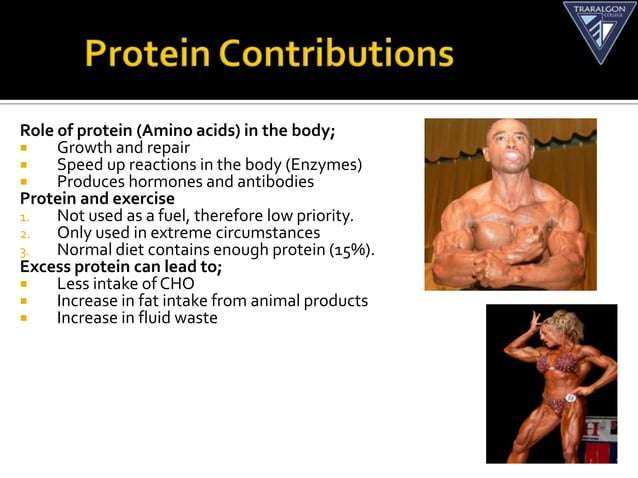 TRARALGON
COLLEGE
Protein Contributions
Role of protein (Amino acids) in the body;
▪ Growth and repair
▪ Speed up reactions in the body (Enzymes)
▪ Produces hormones and antibodies
Protein and exercise
1. Not used as a fuel, therefore low priority.
2. Only used in extreme circumstances
3. Normal diet contains enough protein (15%).
Excess protein can lead to;
▪ Less intake of CHO
▪ Increase in fat intake from animal products
▪ Increase in fluid waste